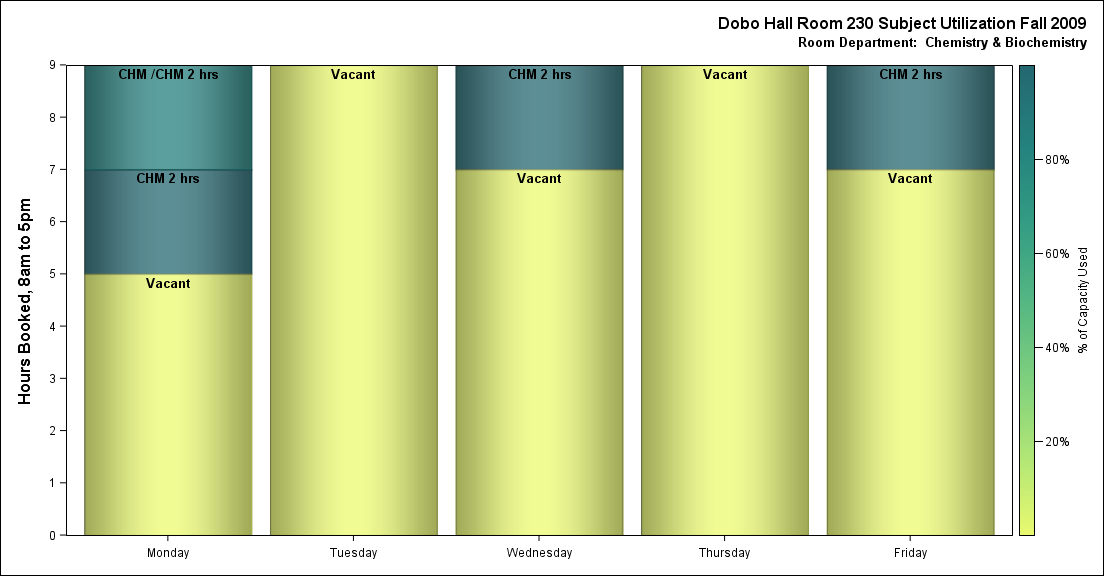 Dobo Hall Room 230 Subject Utilization Fall 2009
Room Department:  Chemistry & Biochemistry
Hours Booked, 8am to 5pm
9
8
7
6
5
4
3
2
1
0
CHM /CHM 2 hrs
CHM 2 hrs
Vacant
Vacant
CHM 2 hrs
Vacant
Vacant
CHM 2 hrs
Vacant
Monday
Tuesday
Wednesday
Thursday
Friday
80%
60%
40%
20%
% of Capacity Used